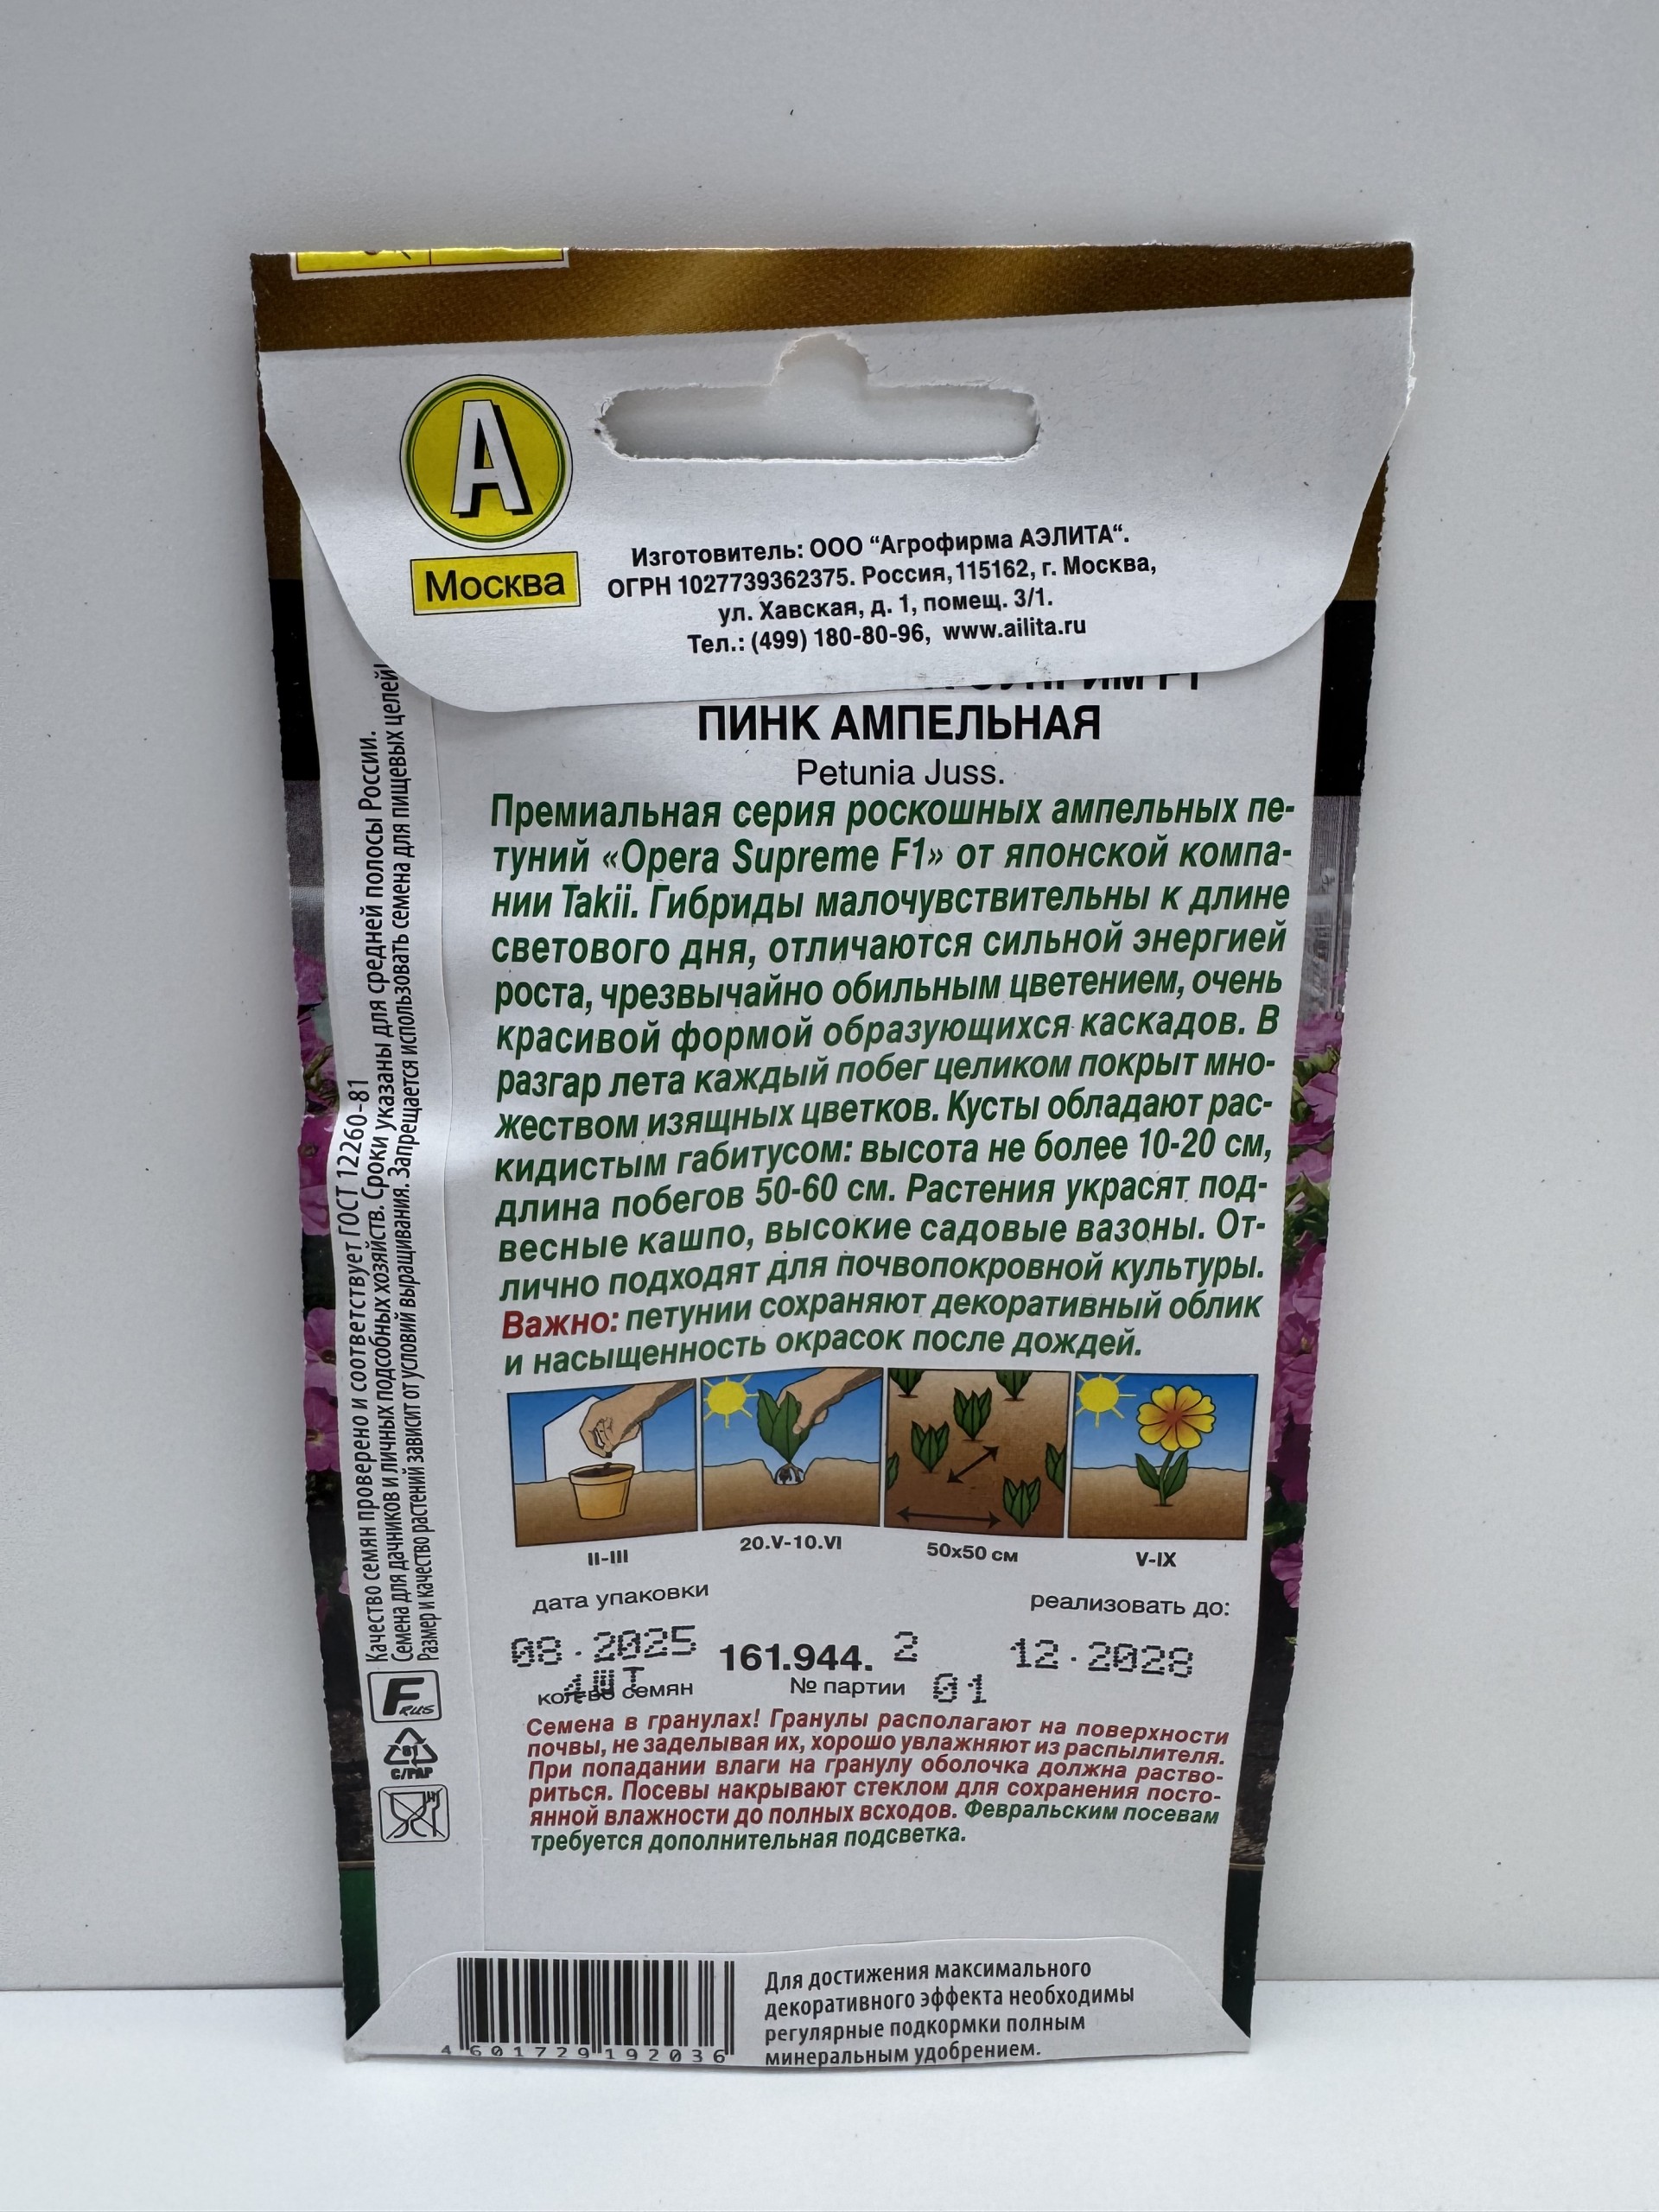 А
Москва
Изготовитель: ООО “Агрофирма АЭЛИТА“.
ОГРН 1027739362375. Россия, 115162, г. Москва,
ул. Хавская, д. 1, помещ. 3/1.
Тел.: (499) 180-80-96, www.ailita.ru
F1
ПИНК АМПЕЛЬНАЯ
Petunia Juss.
Премиальная серия роскошных ампельных пе-
туний «Opera Supreme F1» от японской компа-
нии Takii. Гибриды малочувствительны к длине
светового дня, отличаются сильной энергией
роста, чрезвычайно обильным цветением, очень
красивой формой образующихся каскадов. В
разгар лета каждый побег целиком покрыт мно-
жеством изящных цветков. Кусты обладают рас-
кидистым габитусом: высота не более 10-20 см,
длина побегов 50-60 см. Растения украсят под-
весные кашпо, высокие садовые вазоны. От-
лично подходят для почвопокровной культуры.
Важно: петунии сохраняют декоративный облик
и насыщенность окрасок после дождей.
II-III
20.V-10.VI
50х50 см
V-IX
дата упаковки
реализовать до:
08.2025
161.944. 2
12.2028
4ШТ
кол-во семян
№ партии
01
Семена в гранулах! Гранулы располагают на поверхности
почвы, не заделывая их, хорошо увлажняют из распылителя.
При попадании влаги на гранулу оболочка должна раство-
риться. Посевы накрывают стеклом для сохранения посто-
янной влажности до полных всходов. Февральским посевам
требуется дополнительная подсветка.
Качество семян проверено и соответствует ГОСТ 12260-81
Семена для дачников и личных подсобных хозяйств. Сроки указаны для средней полосы России.
Размер и качество растений зависит от условий выращивания. Запрещается использовать семена для пищевых целей!
F RUS
81
C/PAP
4 601729 192036
Для достижения максимального
декоративного эффекта необходимы
регулярные подкормки полным
минеральным удобрением.